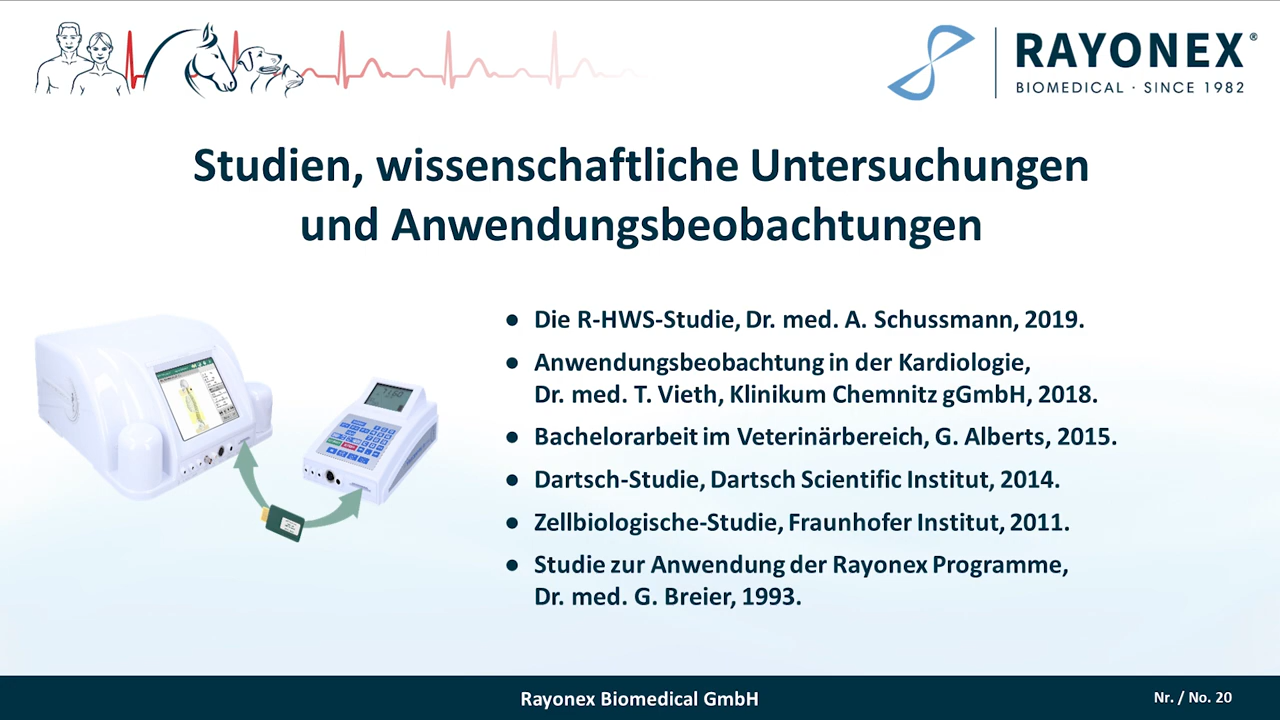 RAYONEX®
BIOMEDICAL · SINCE 1982
Studien, wissenschaftliche Untersuchungen
und Anwendungsbeobachtungen
● Die R-HWS-Studie, Dr. med. A. Schussmann, 2019.
● Anwendungsbeobachtung in der Kardiologie,
Dr. med. T. Vieth, Klinikum Chemnitz gGmbH, 2018.
● Bachelorarbeit im Veterinärbereich, G. Alberts, 2015.
● Dartsch-Studie, Dartsch Scientific Institut, 2014.
● Zellbiologische-Studie, Fraunhofer Institut, 2011.
● Studie zur Anwendung der Rayonex Programme,
Dr. med. G. Breier, 1993.
Rayonex Biomedical GmbH
Nr. / No. 20